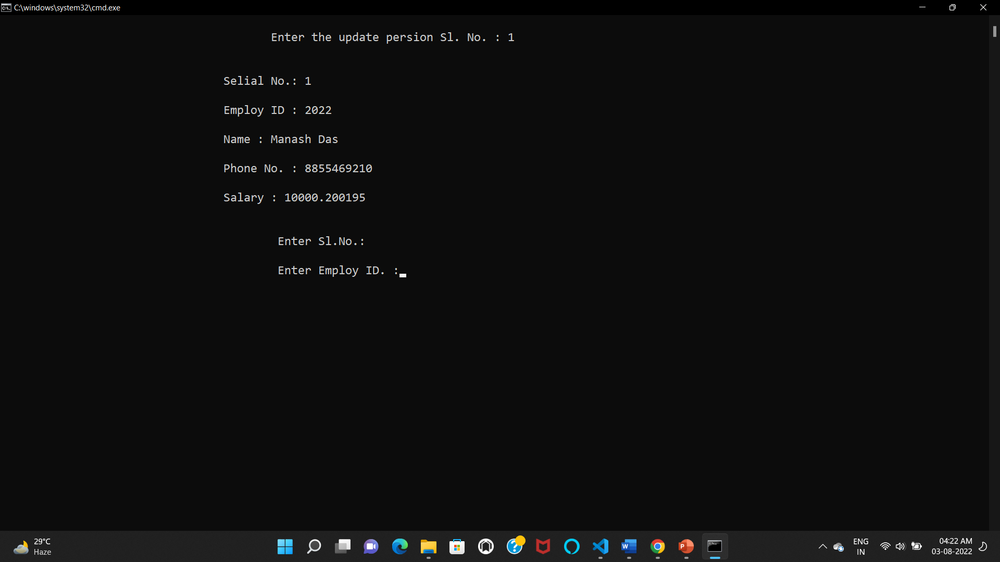 C:\windows\system32\cmd.exe
Enter the update persion Sl. No. : 1
Selial No.: 1
Employ ID : 2022
Name : Manash Das
Phone No. : 8855469210
Salary : 10000.200195
Enter Sl.No.:
Enter Employ ID. :
29°C
Haze
ENG
IN
04:22 AM
03-08-2022